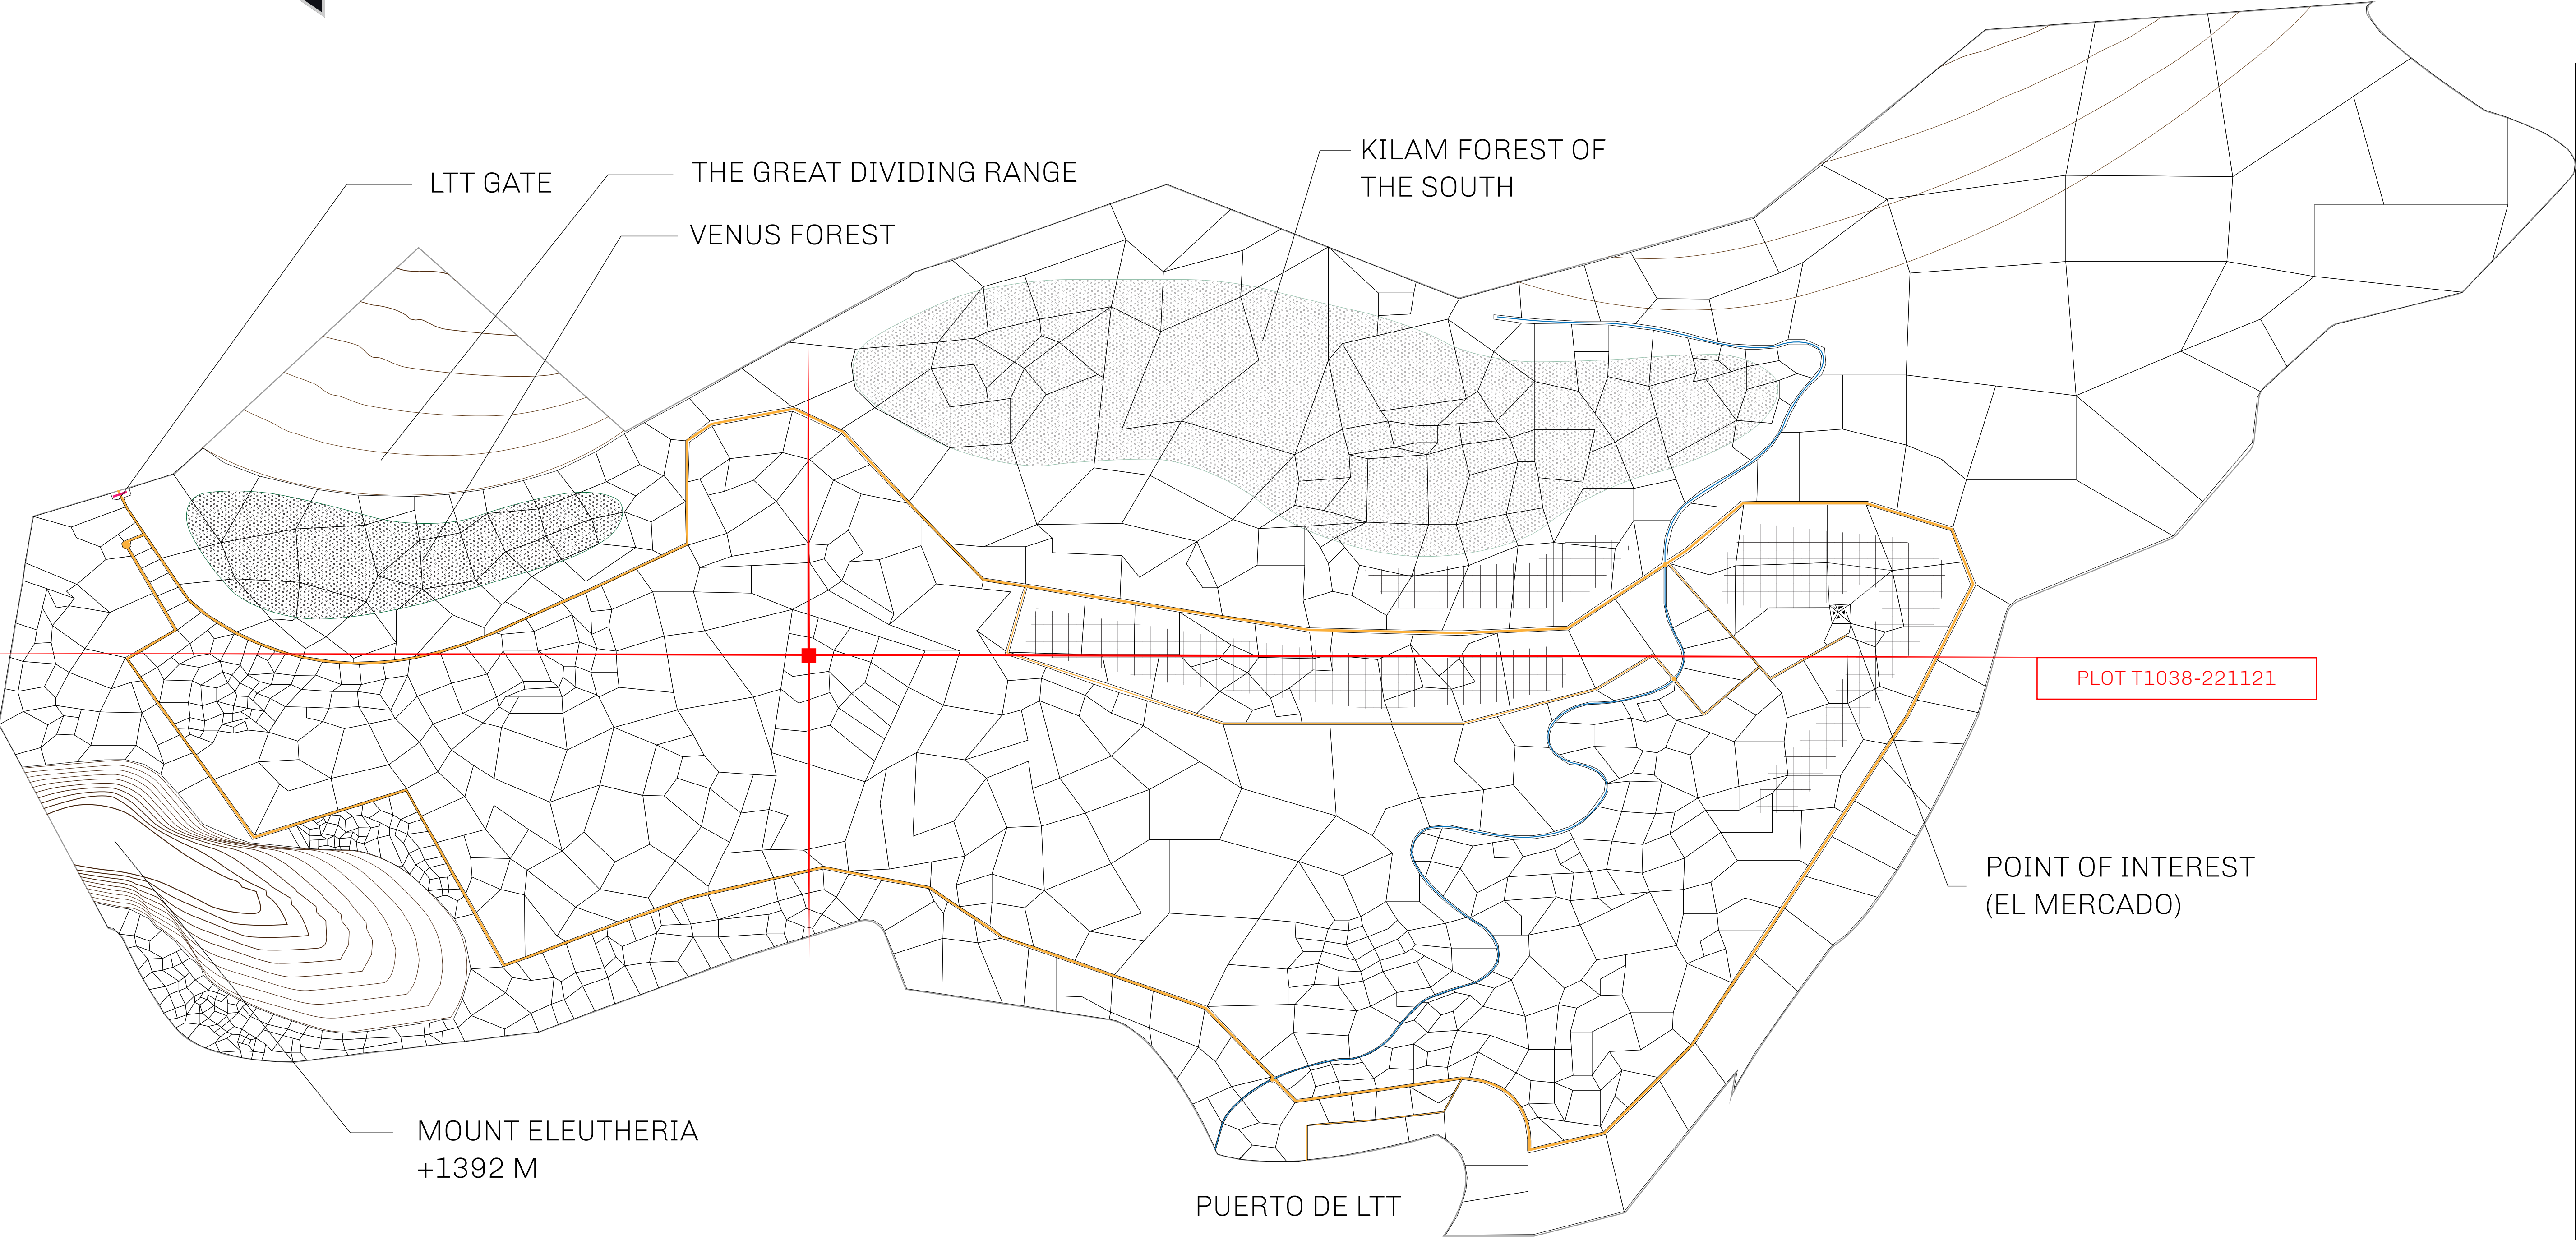 KILAM FOREST OF
THE SOUTH
THE GREAT DIVIDING RANGE
LTT GATE
VENUS FOREST
PLOT T1038-221121
POINT OF INTEREST
(EL MERCADO)
MOUNT ELEUTHERIA
+1392 M
PUERTO DE LTT